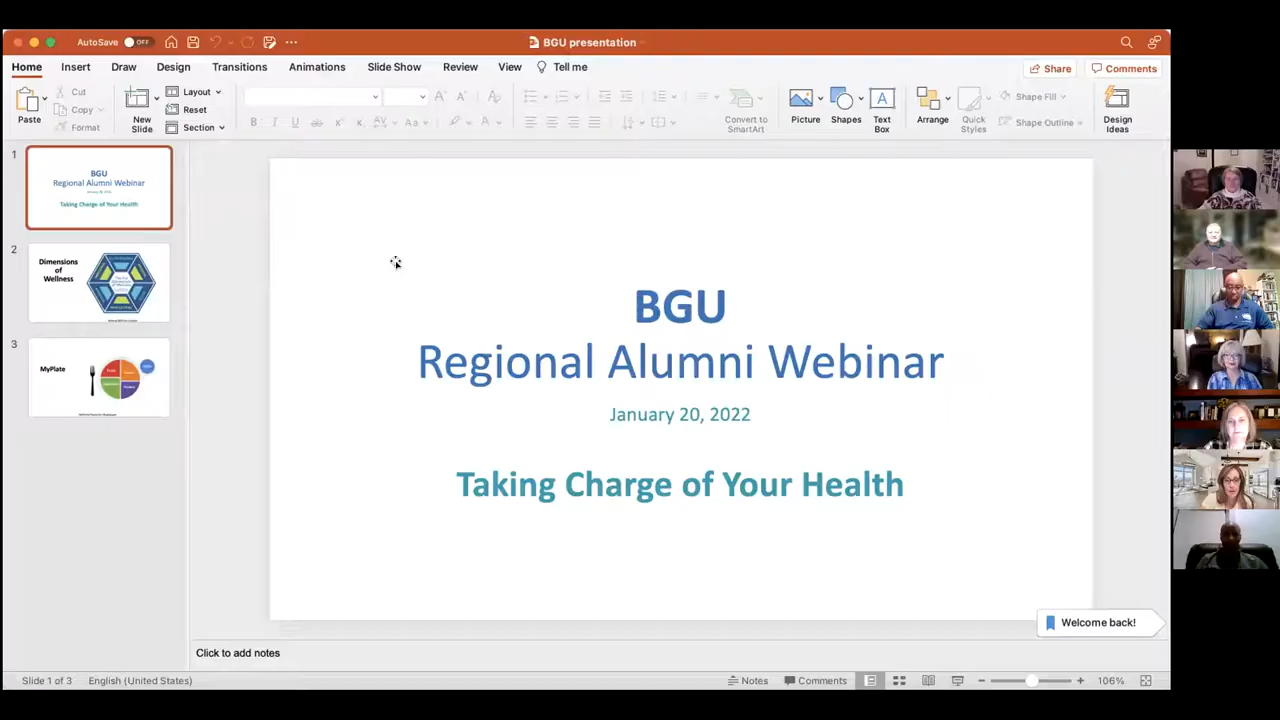 AutoSave OFF
BGU presentation
Home Insert Draw Design Transitions Animations Slide Show Review View Tell me
Share Comments
Paste
Cut
Copy
Format
New
Slide
Layout
Reset
Section
Convert to
SmartArt
Picture
Shapes
Text
Box
Arrange
Quick
Styles
Shape Fill
Shape Outline
Design
Ideas
1
BGU
Regional Alumni Webinar
Taking Charge of Your Health
2
Dimensions
of
Wellness
3
MyPlate
BGU
Regional Alumni Webinar
January 20, 2022
Taking Charge of Your Health
Welcome back!
Click to add notes
Slide 1 of 3 English (United States)
Notes Comments 106%